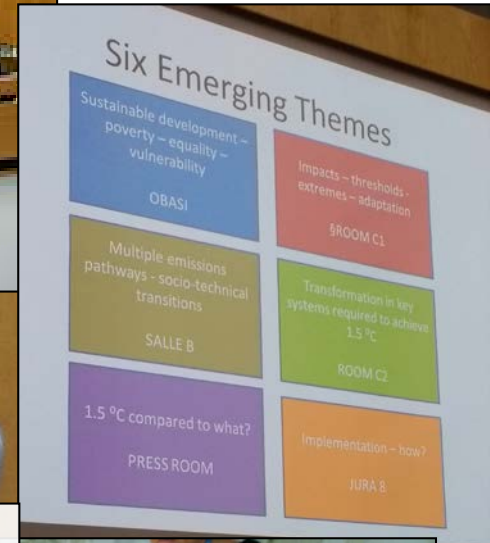 Six Emerging Themes
Sustainable development –
poverty – equality –
vulnerability
OBASI
Impacts – thresholds -
extremes – adaptation
§ROOM C1
Multiple emissions
pathways - socio-technical
transitions
SALLE B
Transformation in key
systems required to achieve
1.5 ⁰C
ROOM C2
1.5 ⁰C compared to what?
PRESS ROOM
Implementation – how?
JURA 8